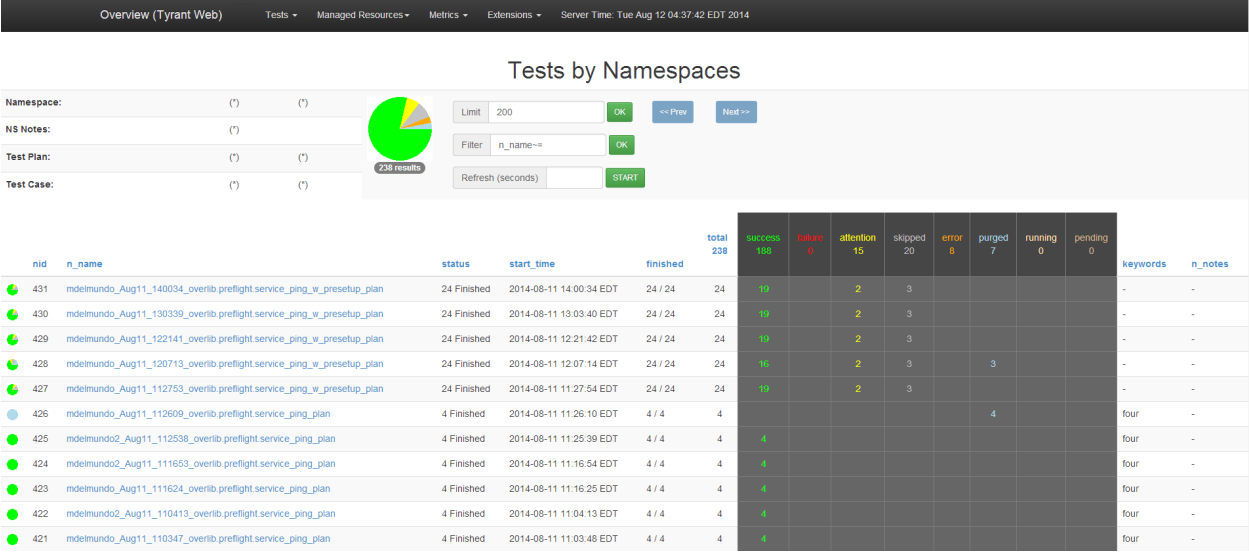 Overview (Tyrant Web) Tests Managed Resources Metrics Extensions Server Time: Tue Aug 12 04:37:42 EDT 2014
Tests by Namespaces
Namespace: (*) (*)
NS Notes: (*)
Test Plan: (*) (*)
Test Case: (*) (*)
238 results
Limit 200 OK << Prev Next >>
Filter n_name~= OK
Refresh (seconds) START
nid n_name status start_time finished total 238 success 188 failure 0 attention 15 skipped 20 error 8 purged 7 running 0 pending 0 keywords n_notes
431 mdelmundo_Aug11_140034_overlib.preflight.service_ping_w_presetup_plan 24 Finished 2014-08-11 14:00:34 EDT 24 / 24 24 19 2 3 - -
430 mdelmundo_Aug11_130339_overlib.preflight.service_ping_w_presetup_plan 24 Finished 2014-08-11 13:03:40 EDT 24 / 24 24 19 2 3 - -
429 mdelmundo_Aug11_122141_overlib.preflight.service_ping_w_presetup_plan 24 Finished 2014-08-11 12:21:42 EDT 24 / 24 24 19 2 3 - -
428 mdelmundo_Aug11_120713_overlib.preflight.service_ping_w_presetup_plan 24 Finished 2014-08-11 12:07:14 EDT 24 / 24 24 16 2 3 3 - -
427 mdelmundo_Aug11_112753_overlib.preflight.service_ping_w_presetup_plan 24 Finished 2014-08-11 11:27:54 EDT 24 / 24 24 19 2 3 - -
426 mdelmundo_Aug11_112609_overlib.preflight.service_ping_plan 4 Finished 2014-08-11 11:26:10 EDT 4 / 4 4 4 four -
425 mdelmundo2_Aug11_112538_overlib.preflight.service_ping_plan 4 Finished 2014-08-11 11:25:39 EDT 4 / 4 4 4 four -
424 mdelmundo2_Aug11_111653_overlib.preflight.service_ping_plan 4 Finished 2014-08-11 11:16:54 EDT 4 / 4 4 4 four -
423 mdelmundo_Aug11_111624_overlib.preflight.service_ping_plan 4 Finished 2014-08-11 11:16:25 EDT 4 / 4 4 4 four -
422 mdelmundo2_Aug11_110413_overlib.preflight.service_ping_plan 4 Finished 2014-08-11 11:04:13 EDT 4 / 4 4 4 four -
421 mdelmundo_Aug11_110347_overlib.preflight.service_ping_plan 4 Finished 2014-08-11 11:03:48 EDT 4 / 4 4 4 four -